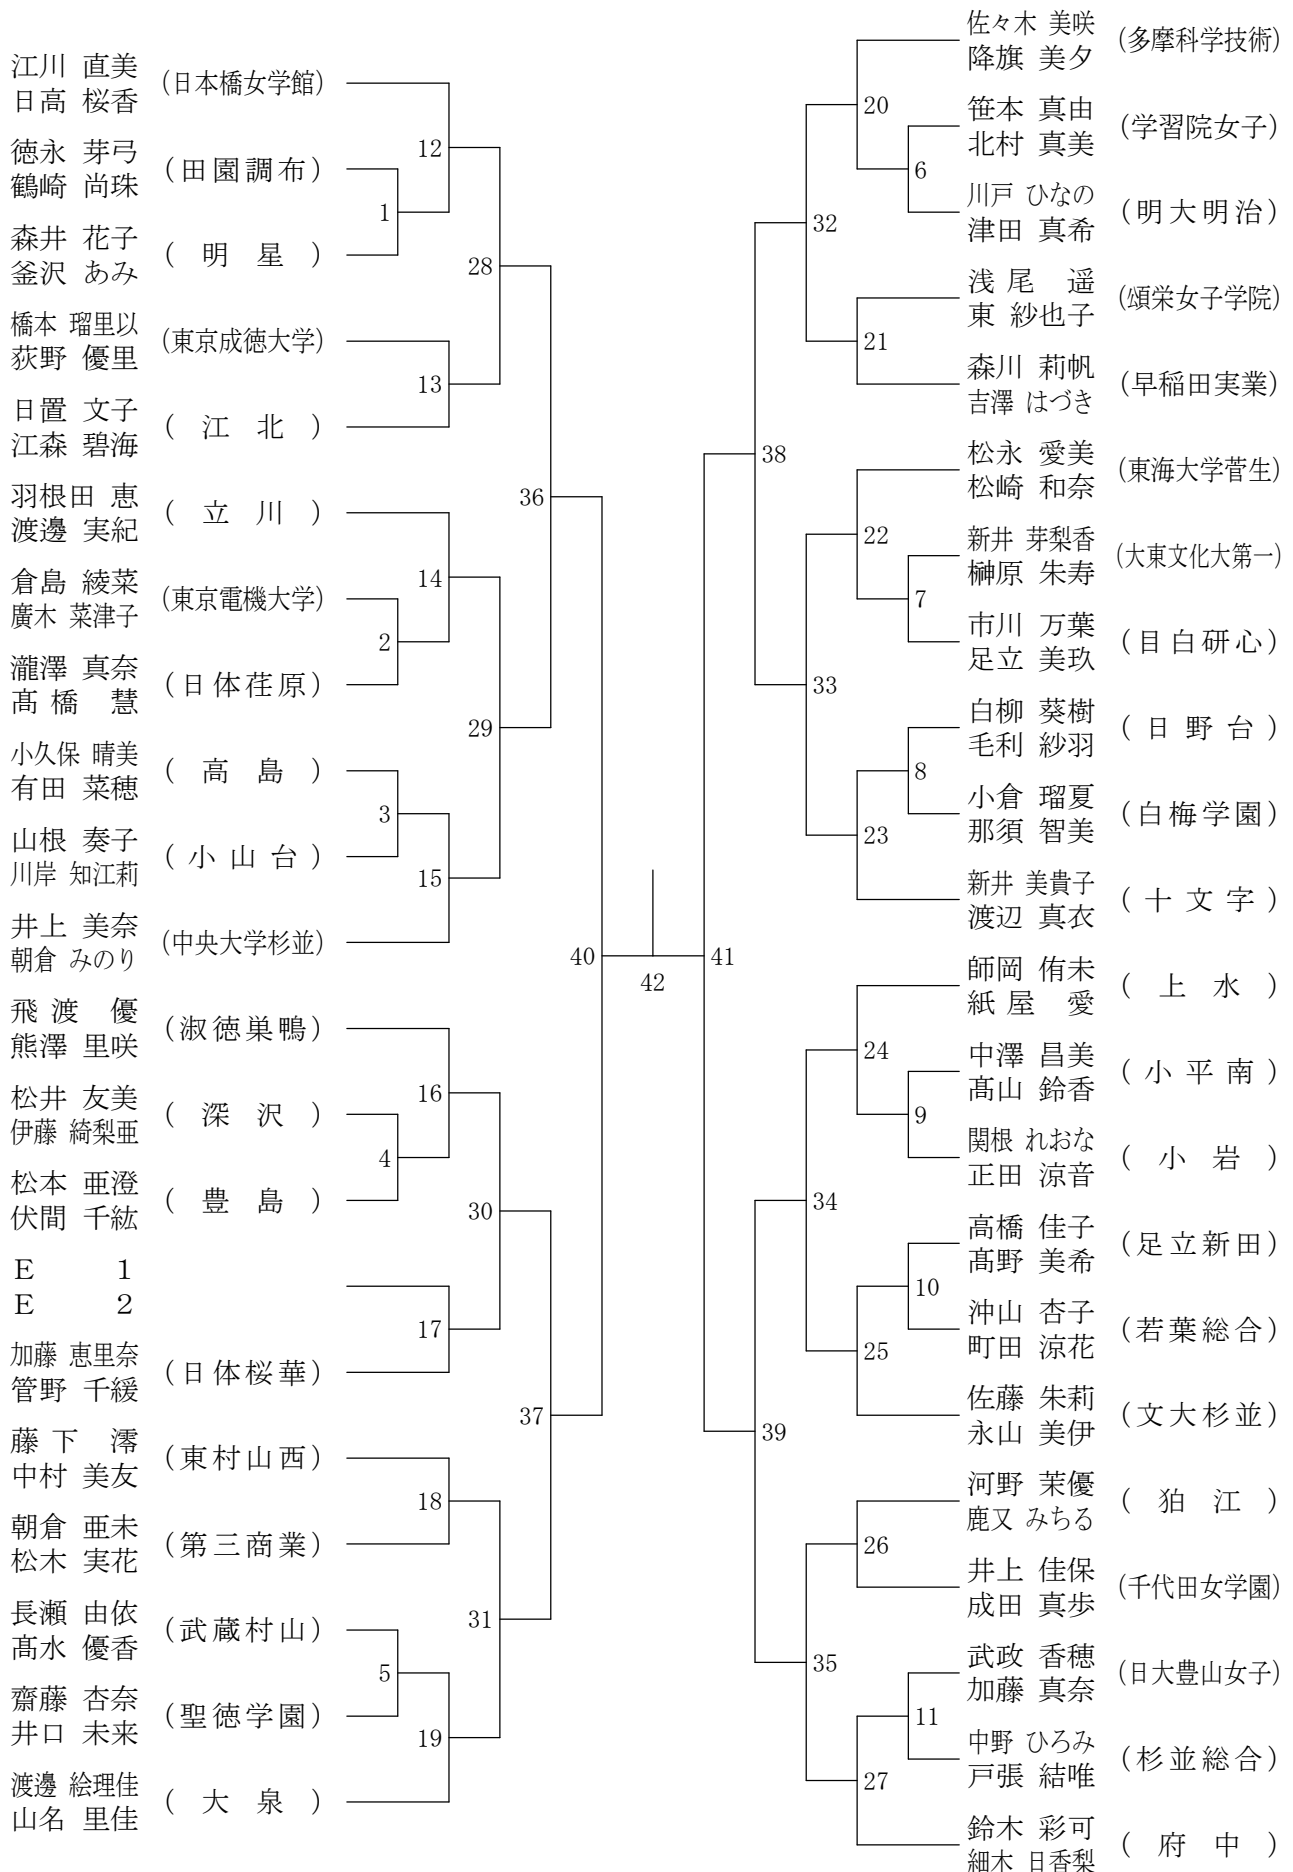 江川 直美 (日本橋女学館)
日高 桜香
徳永 芽弓 (田園調布)
鶴崎 尚珠
森井 花子 (明星)
釜沢 あみ
橋本 瑠里以 (東京成徳大学)
荻野 優里
日置 文子 (江北)
江森 碧海
羽根田 恵 (立川)
渡邊 実紀
倉島 綾菜 (東京電機大学)
廣木 菜津子
瀧澤 真奈 (日体荏原)
髙橋 慧
小久保 晴美 (高島)
有田 菜穂
山根 奏子 (小山台)
川岸 知江莉
井上 美奈 (中央大学杉並)
朝倉 みのり
飛渡 優 (淑徳巣鴨)
熊澤 里咲
松井 友美 (深沢)
伊藤 綺梨亜
松本 亜澄 (豊島)
伏間 千紘
E 1
E 2
加藤 恵里奈 (日体桜華)
管野 千緩
藤下 澪 (東村山西)
中村 美友
朝倉 亜未 (第三商業)
松木 実花
長瀬 由依 (武蔵村山)
髙水 優香
齋藤 杏奈 (聖徳学園)
井口 未来
渡邊 絵理佳 (大泉)
山名 里佳
12
1
28
13
36
14
2
29
3
15
40
16
4
30
17
37
18
31
5
19
42
41
20
6
32
21
38
22
7
33
8
23
24
9
34
10
25
39
26
35
11
27
佐々木 美咲 (多摩科学技術)
降旗 美夕
笹本 真由 (学習院女子)
北村 真美
川戸 ひなの (明大明治)
津田 真希
浅尾 遥 (頌栄女子学院)
東 紗也子
森川 莉帆 (早稲田実業)
吉澤 はづき
松永 愛美 (東海大学菅生)
松崎 和奈
新井 芽梨香 (大東文化大第一)
榊原 朱寿
市川 万葉 (目白研心)
足立 美玖
白柳 葵樹 (日野台)
毛利 紗羽
小倉 瑠夏 (白梅学園)
那須 智美
新井 美貴子 (十文字)
渡辺 真衣
師岡 侑未 (上水)
紙屋 愛
中澤 昌美 (小平南)
髙山 鈴香
関根 れおな (小岩)
正田 涼音
高橋 佳子 (足立新田)
髙野 美希
沖山 杏子 (若葉総合)
町田 涼花
佐藤 朱莉 (文大杉並)
永山 美伊
河野 茉優 (狛江)
鹿又 みちる
井上 佳保 (千代田女学園)
成田 真歩
武政 香穂 (日大豊山女子)
加藤 真奈
中野 ひろみ (杉並総合)
戸張 結唯
鈴木 彩可 (府中)
細木 日香梨